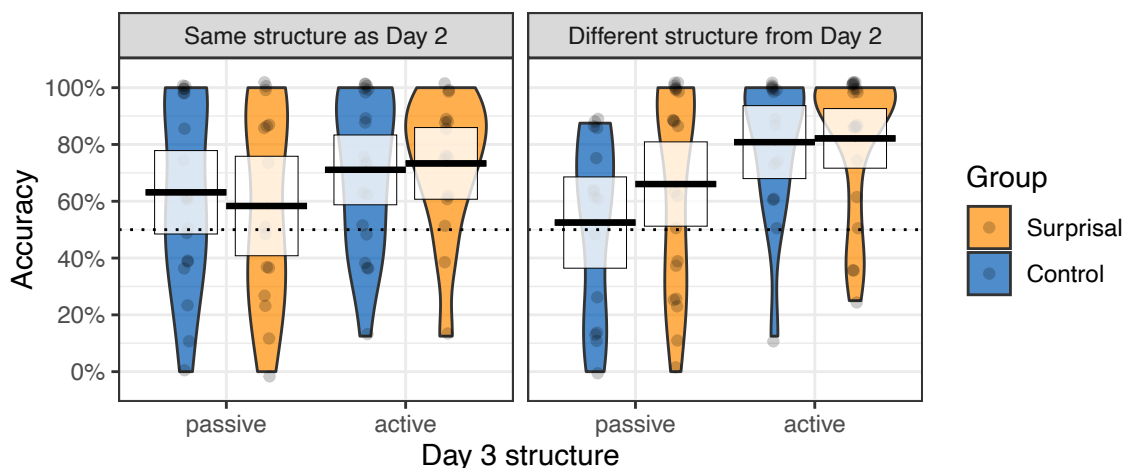 Same structure as Day 2
Different structure from Day 2
100%
80%
60%
40%
20%
0%
Accuracy
passive
active
passive
active
Day 3 structure
Group
Surprisal
Control